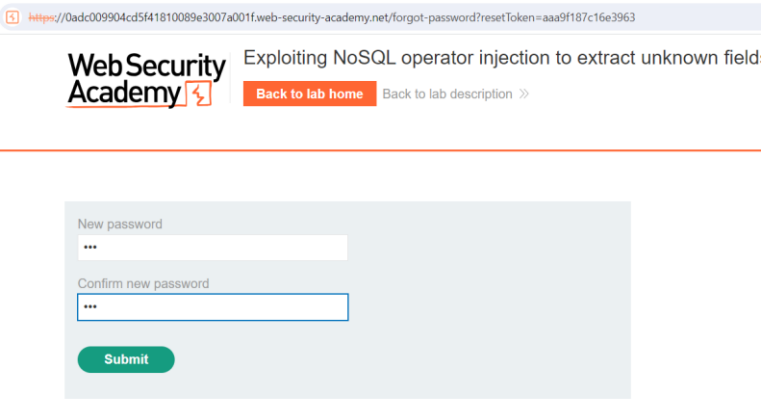 https://0adc009904cd5f41810089e3007a001f.web-security-academy.net/forgot-password?resetToken=aaa9f187c16e3963
Web Security
Academy
Exploiting NoSQL operator injection to extract unknown fields
Back to lab home
Back to lab description
New password
•••
Confirm new password
•••
Submit